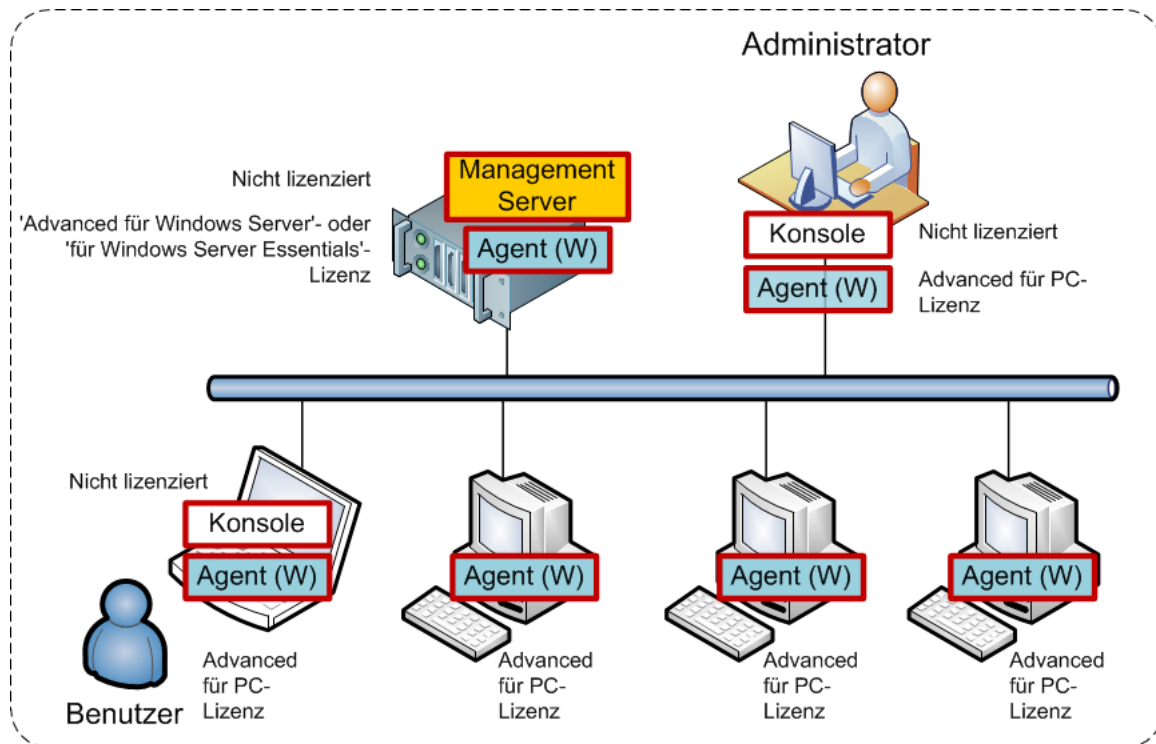 Administrator
Nicht lizenziert
'Advanced für Windows Server'- oder
'für Windows Server Essentials'-
Lizenz
Management
Server
Agent (W)
Konsole
Nicht lizenziert
Agent (W)
Advanced für PC-
Lizenz
Nicht lizenziert
Konsole
Agent (W)
Agent (W)
Agent (W)
Agent (W)
Benutzer
Advanced
für PC-
Lizenz
Advanced
für PC-
Lizenz
Advanced
für PC-
Lizenz
Advanced
für PC-
Lizenz